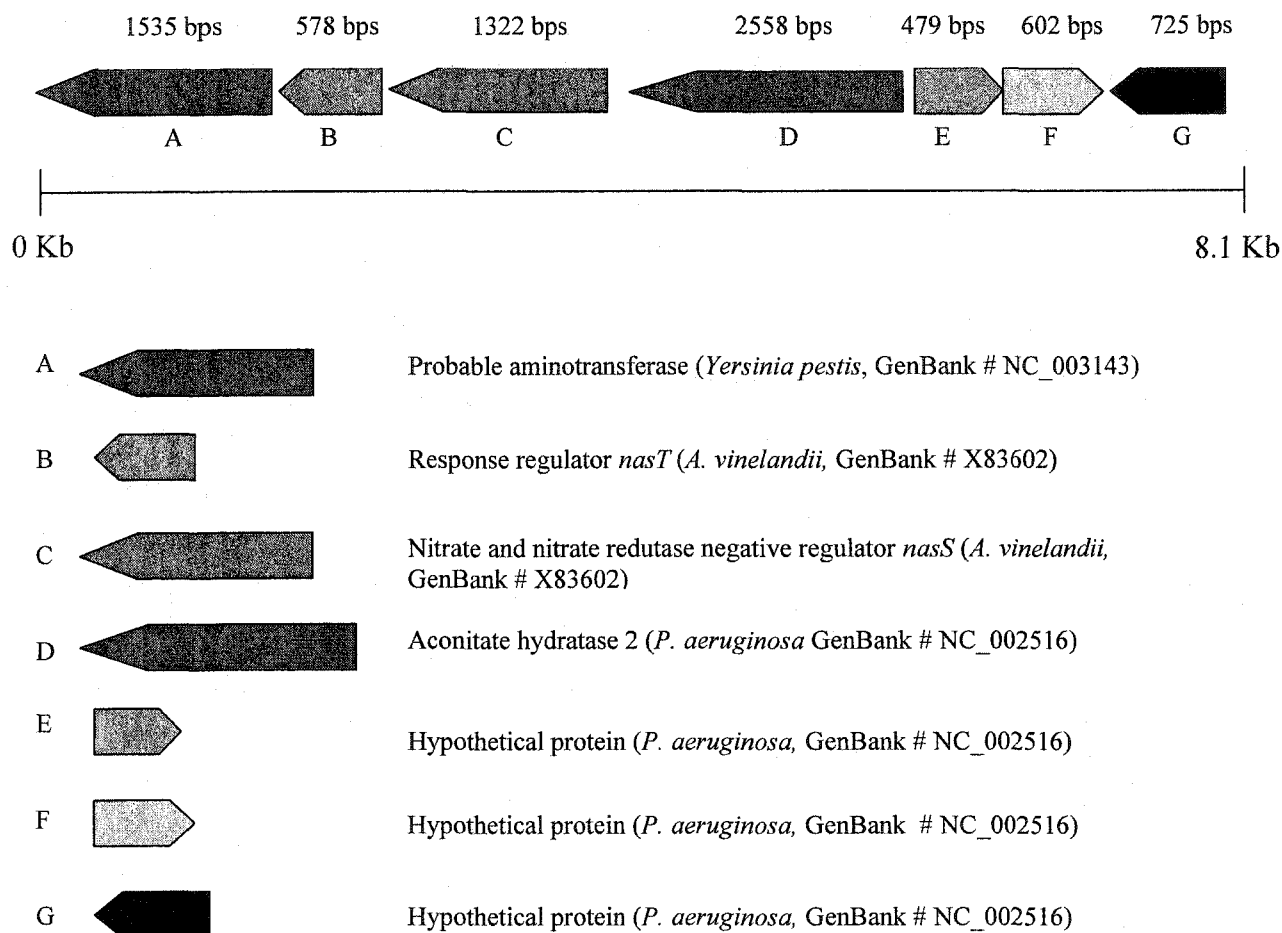 1535 bps 578 bps 1322 bps 2558 bps 479 bps 602 bps 725 bps
A B C D E F G
0 Kb 8.1 Kb
A Probable aminotransferase (Yersinia pestis, GenBank # NC_003143)
B Response regulator nasT (A. vinelandii, GenBank # X83602)
C Nitrate and nitrate redutase negative regulator nasS (A. vinelandii,
GenBank # X83602)
D Aconitate hydratase 2 (P. aeruginosa GenBank # NC_002516)
E Hypothetical protein (P. aeruginosa, GenBank # NC_002516)
F Hypothetical protein (P. aeruginosa, GenBank # NC_002516)
G Hypothetical protein (P. aeruginosa, GenBank # NC_002516)